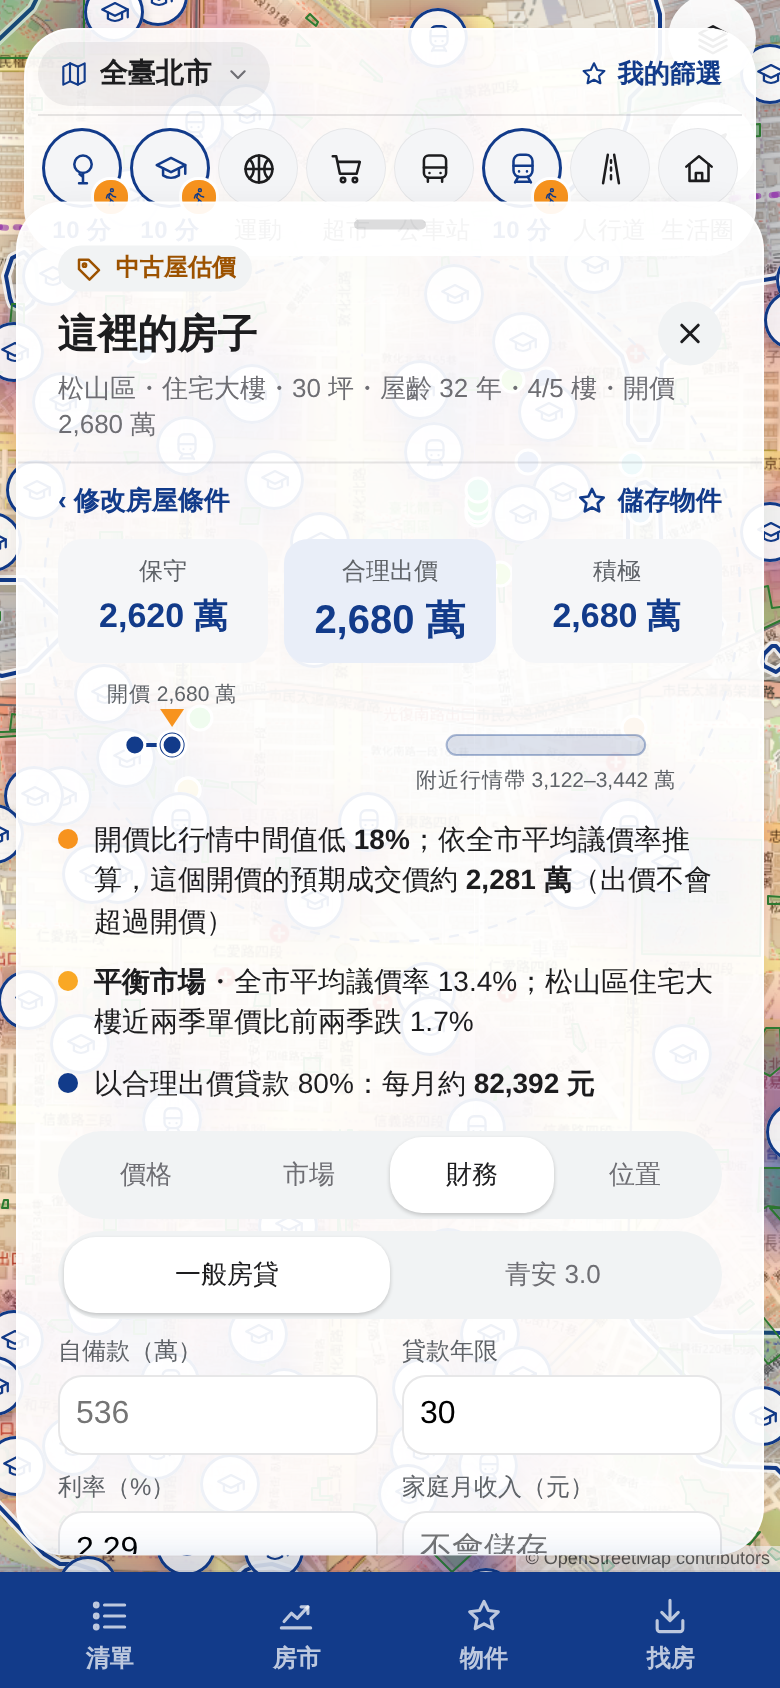 全臺北市
我的篩選
10 分 10 分 運動 超市 公車站 10 分 人行道 生活圈
中古屋估價
這裡的房子
松山區・住宅大樓・30 坪・屋齡 32 年・4/5 樓・開價
2,680 萬
‹ 修改房屋條件
儲存物件
保守 合理出價 積極
2,620 萬 2,680 萬 2,680 萬
開價 2,680 萬
附近行情帶 3,122–3,442 萬
開價比行情中間值低 18%；依全市平均議價率推
算，這個開價的預期成交價約 2,281 萬（出價不會
超過開價）
平衡市場・全市平均議價率 13.4%；松山區住宅大
樓近兩季單價比前兩季跌 1.7%
以合理出價貸款 80%：每月約 82,392 元
價格 市場 財務 位置
一般房貸 青安 3.0
自備款（萬） 貸款年限
536 30
利率（%） 家庭月收入（元）
2.29 不會儲存
© OpenStreetMap contributors
清單 房市 物件 找房